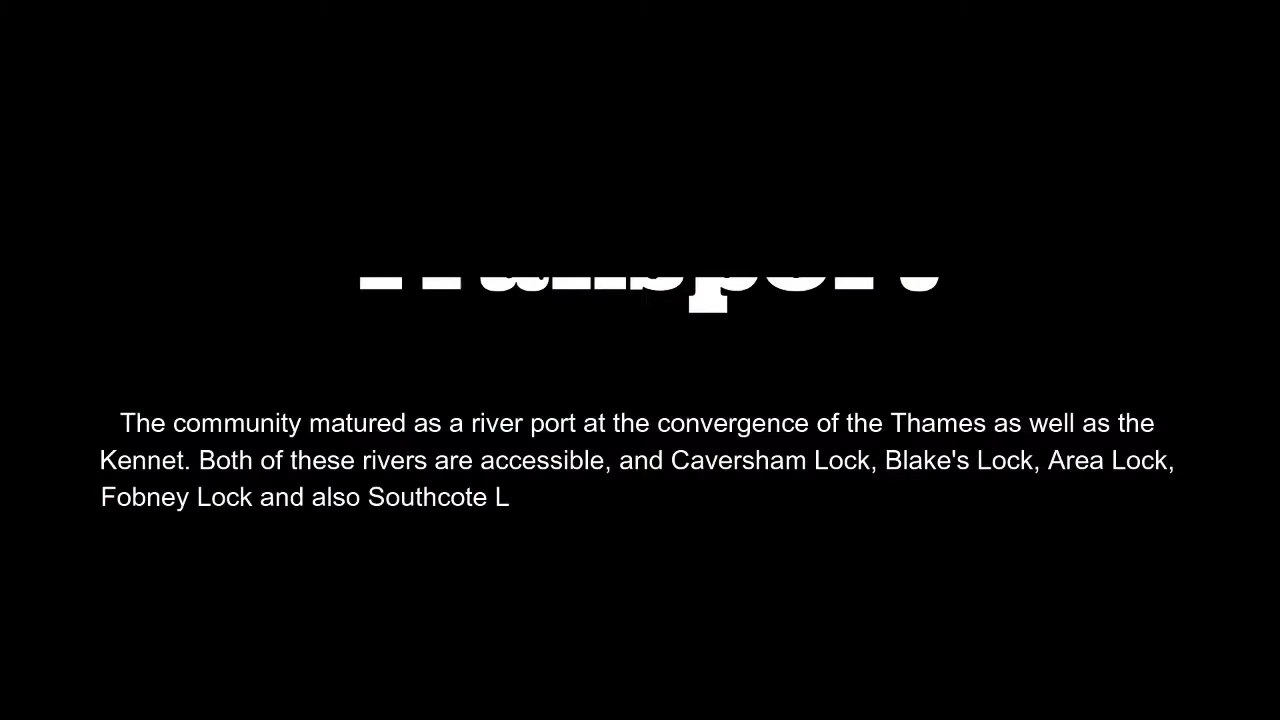 Transport
The community matured as a river port at the convergence of the Thames as well as the
Kennet. Both of these rivers are accessible, and Caversham Lock, Blake's Lock, Area Lock,
Fobney Lock and also Southcote L